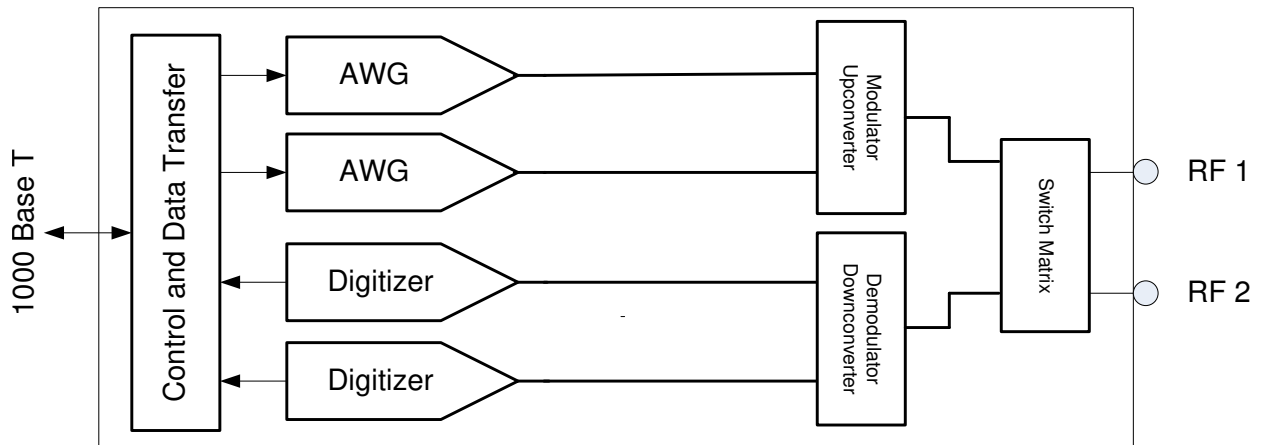 1000 Base T
Control and Data Transfer
AWG
AWG
Digitizer
Digitizer
Modulator
Upconverter
Demodulator
Downconverter
Switch Matrix
RF 1
RF 2